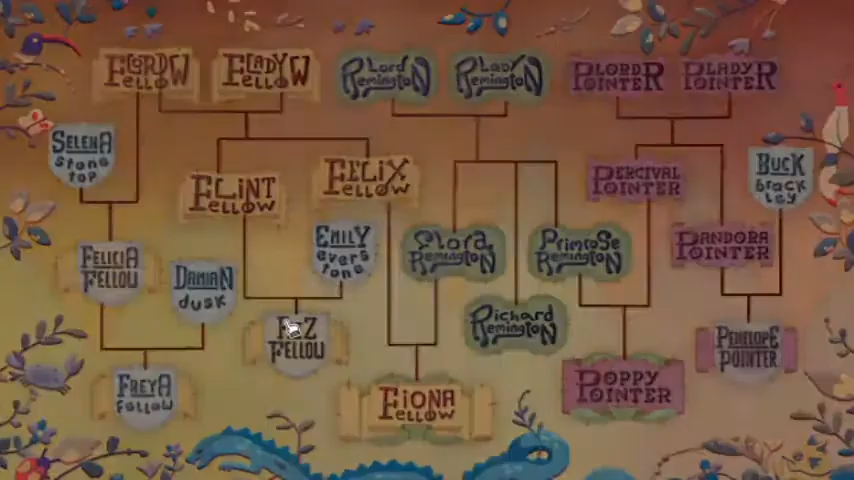 LORD
FELLOW
LADY
FELLOW
Lord
Remington
Lady
Remington
LORD
POINTER
LADY
POINTER
SELENA
stone
top
FLINT
FELLOW
FELIX
FELLOW
PERCIVAL
POINTER
BUCK
brack
ley
FELICIA
FELLOW
DAMIAN
dusk
EMILY
evers
tone
Flora
Remington
Primrose
Remington
PANDORA
POINTER
Richard
Remington
FELLOW
PENELOPE
POINTER
FREYA
FELLOW
FIONA
FELLOW
POPPY
POINTER